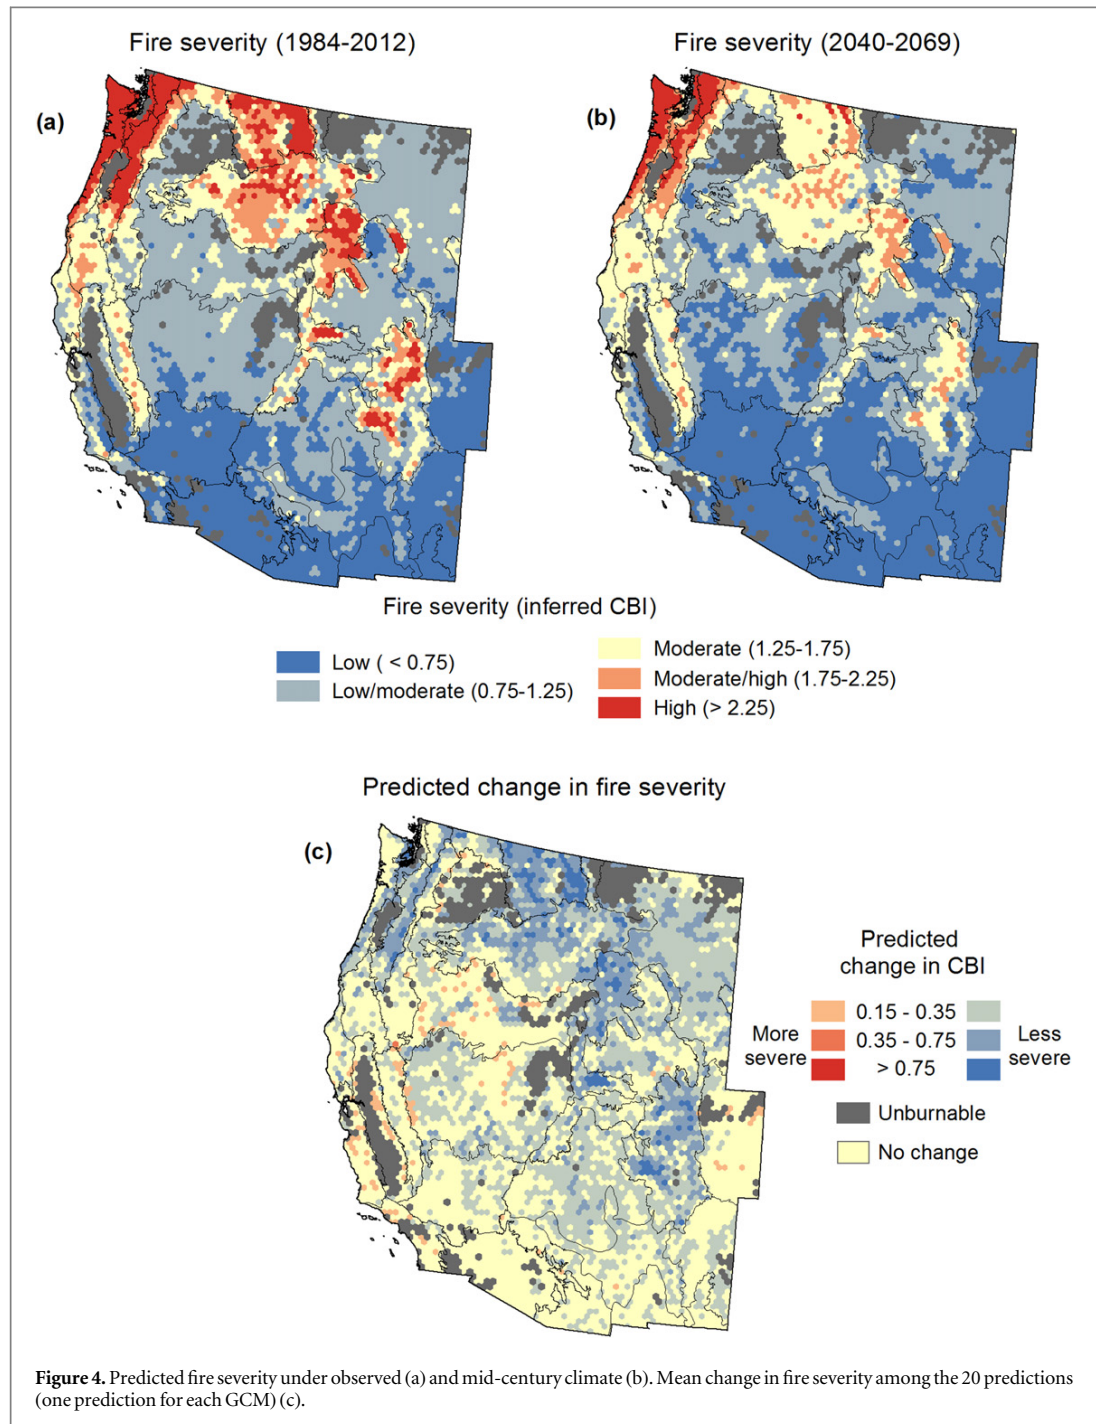 Fire severity (1984-2012)
Fire severity (2040-2069)
(a)
(b)
Fire severity (inferred CBI)
Low ( < 0.75)
Low/moderate (0.75-1.25)
Moderate (1.25-1.75)
Moderate/high (1.75-2.25)
High (> 2.25)
Predicted change in fire severity
(c)
Predicted
change in CBI
More
severe
0.15 - 0.35
0.35 - 0.75
> 0.75
Less
severe
Unburnable
No change
Figure 4. Predicted fire severity under observed (a) and mid-century climate (b). Mean change in fire severity among the 20 predictions
(one prediction for each GCM) (c).